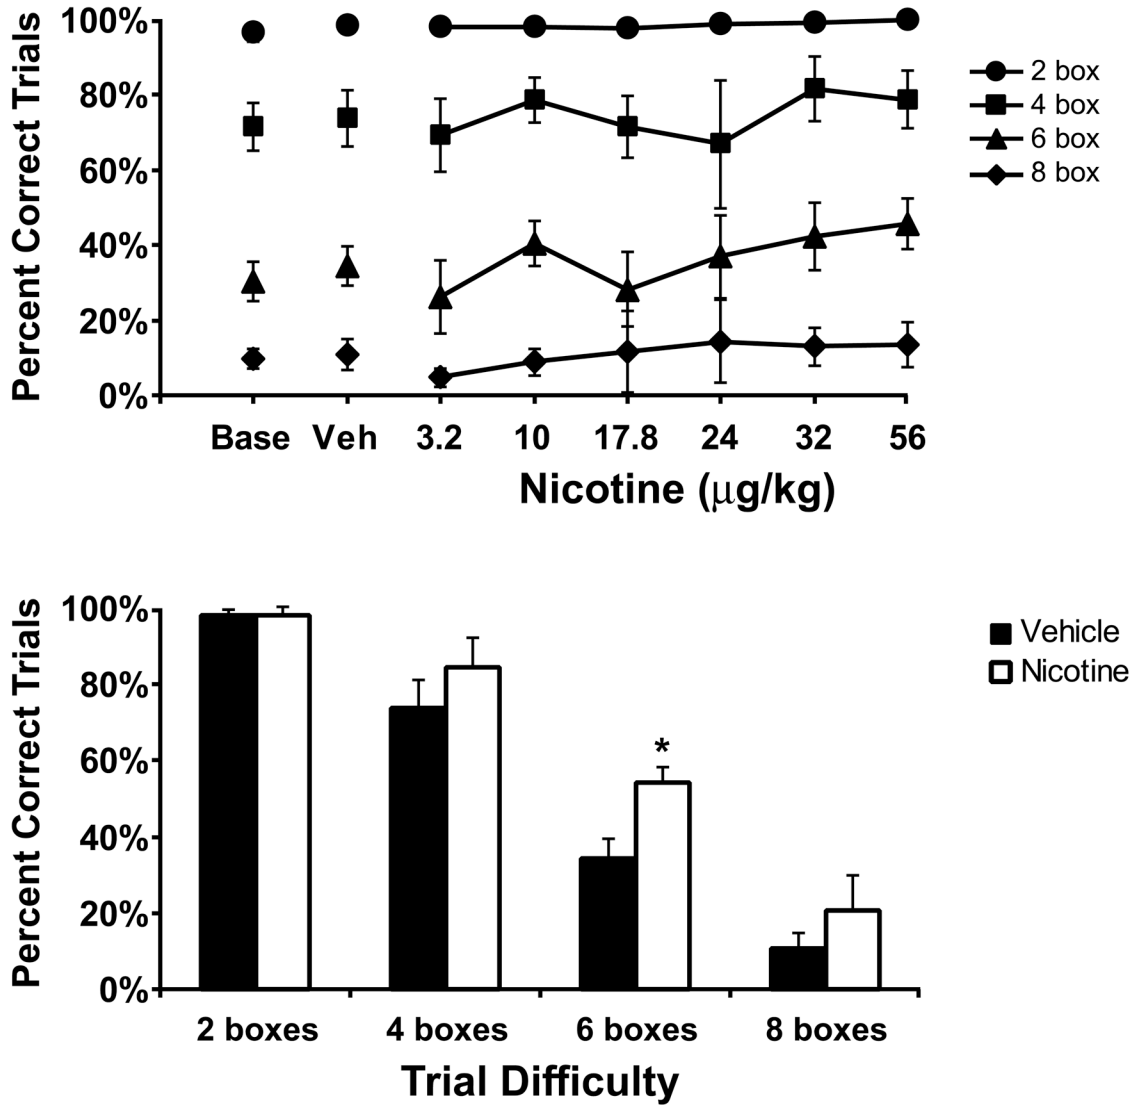 Percent Correct Trials
100%
80%
60%
40%
20%
0%
Base Veh 3.2 10 17.8 24 32 56
Nicotine (μg/kg)
2 box
4 box
6 box
8 box
Percent Correct Trials
100%
80%
60%
40%
20%
0%
*
2 boxes 4 boxes 6 boxes 8 boxes
Trial Difficulty
Vehicle
Nicotine